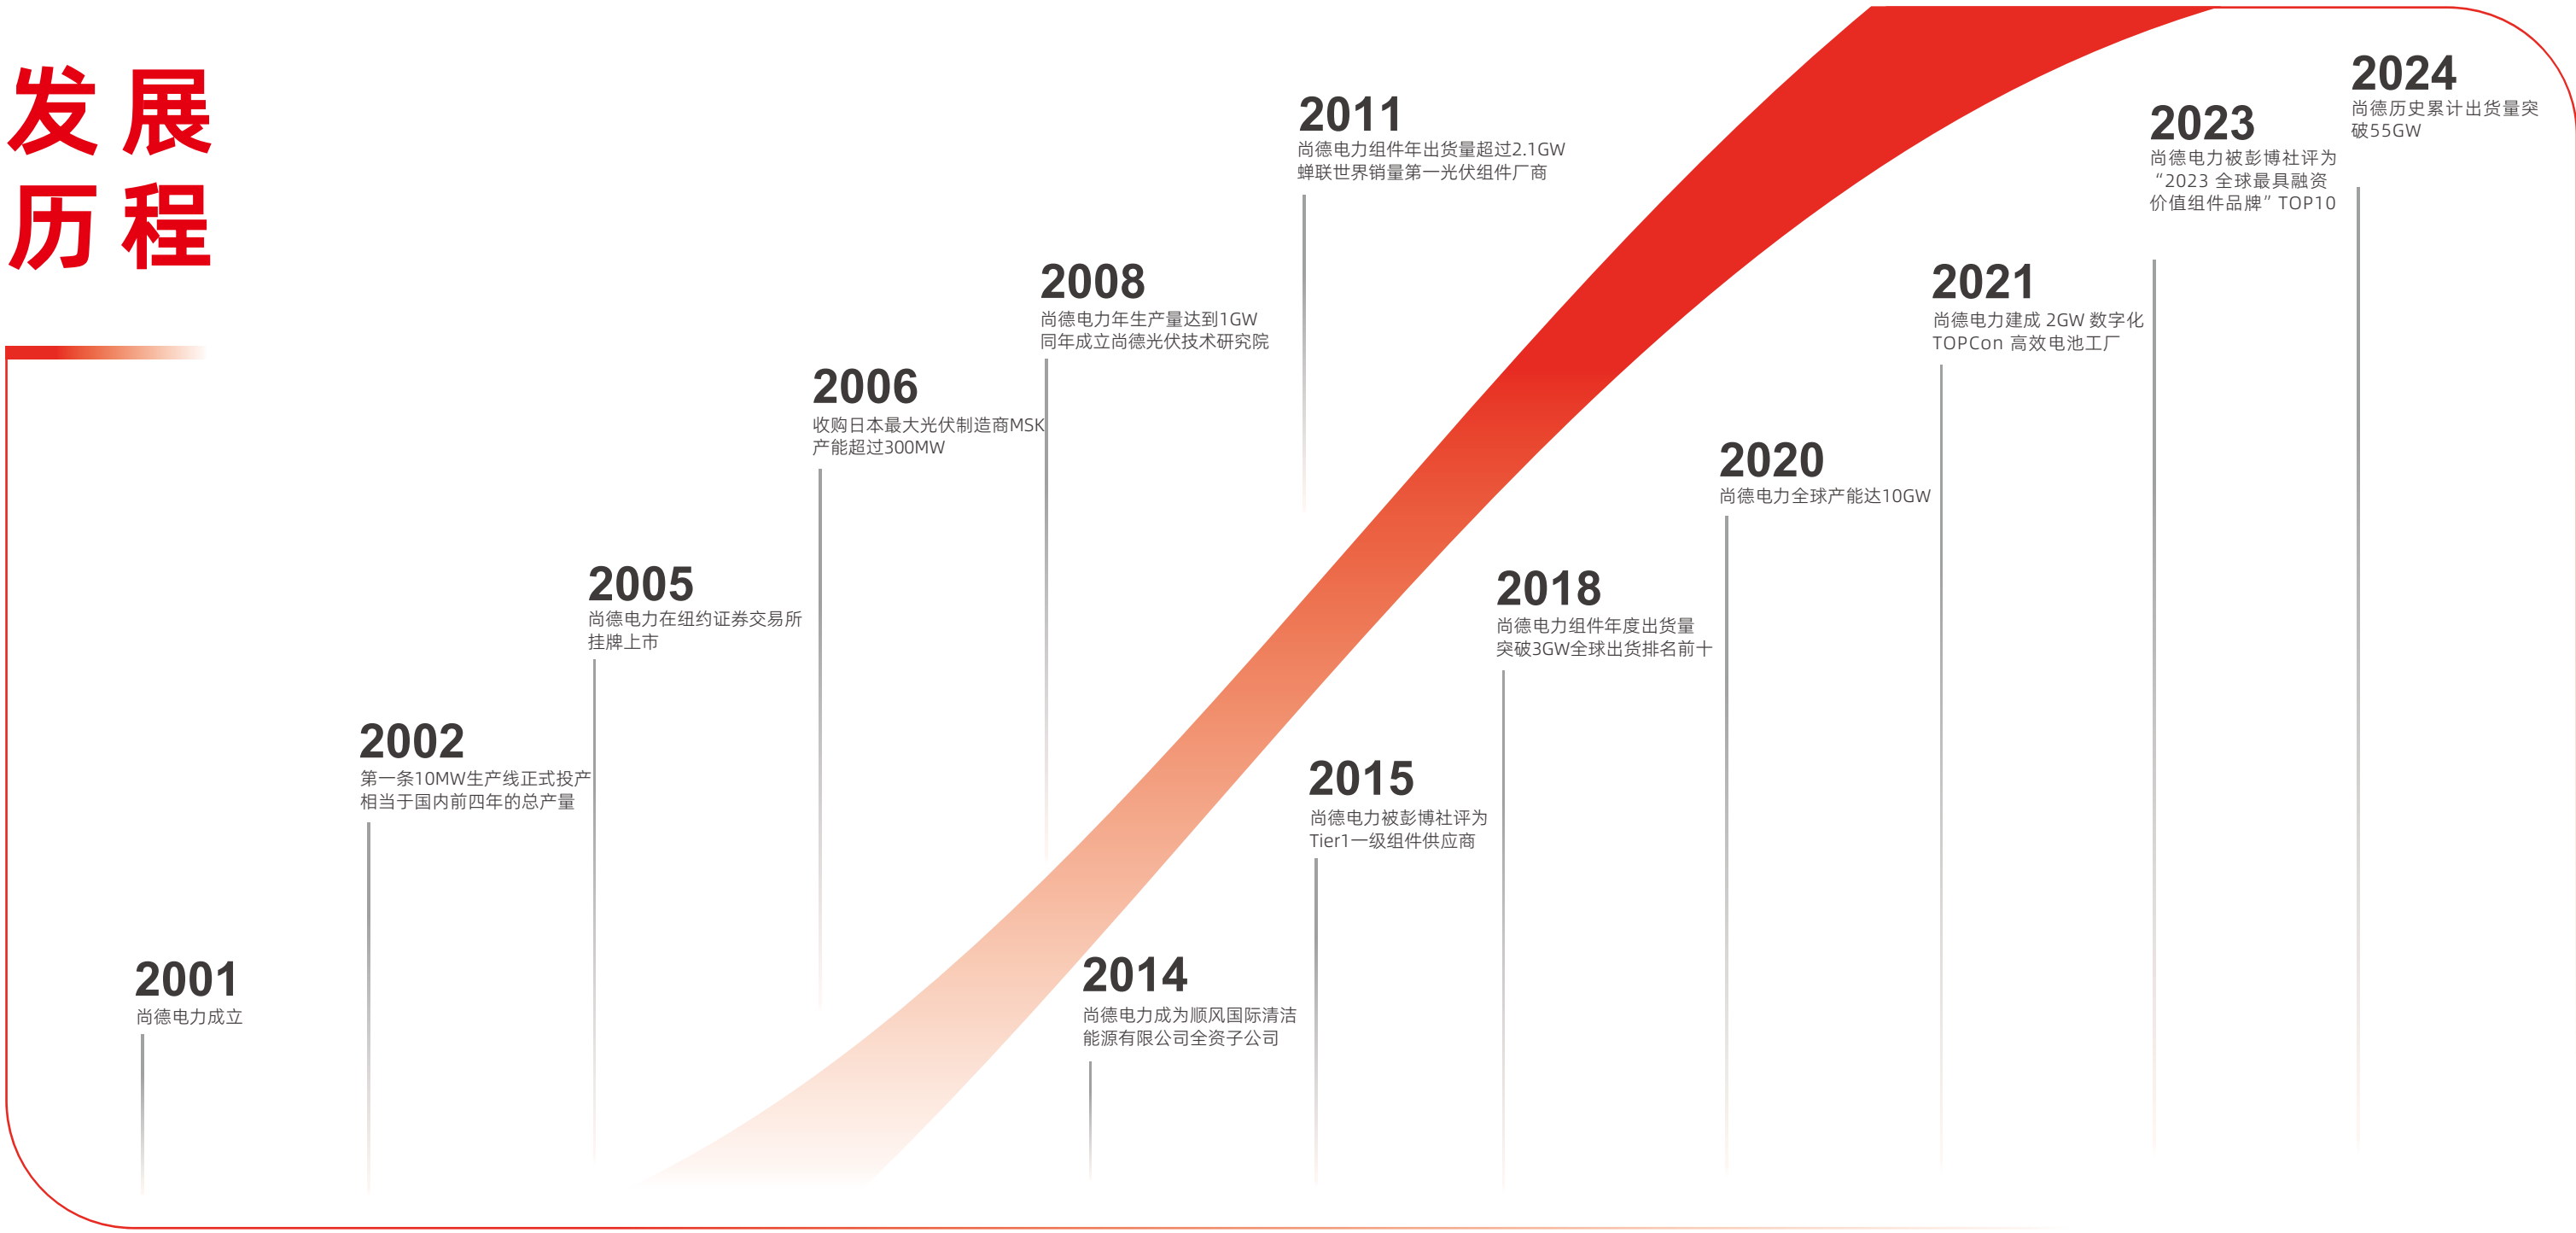 发展
历程
2001
尚德电力成立
2002
第一条10MW生产线正式投产
相当于国内前四年的总产量
2005
尚德电力在纽约证券交易所
挂牌上市
2006
收购日本最大光伏制造商MSK
产能超过300MW
2008
尚德电力年生产量达到1GW
同年成立尚德光伏技术研究院
2011
尚德电力组件年出货量超过2.1GW
蝉联世界销量第一光伏组件厂商
2014
尚德电力成为顺风国际清洁
能源有限公司全资子公司
2015
尚德电力被彭博社评为
Tier1一级组件供应商
2018
尚德电力组件年度出货量
突破3GW全球出货排名前十
2020
尚德电力全球产能达10GW
2021
尚德电力建成 2GW 数字化
TOPCon 高效电池工厂
2023
尚德电力被彭博社评为
“2023 全球最具融资
价值组件品牌” TOP10
2024
尚德历史累计出货量突
破55GW